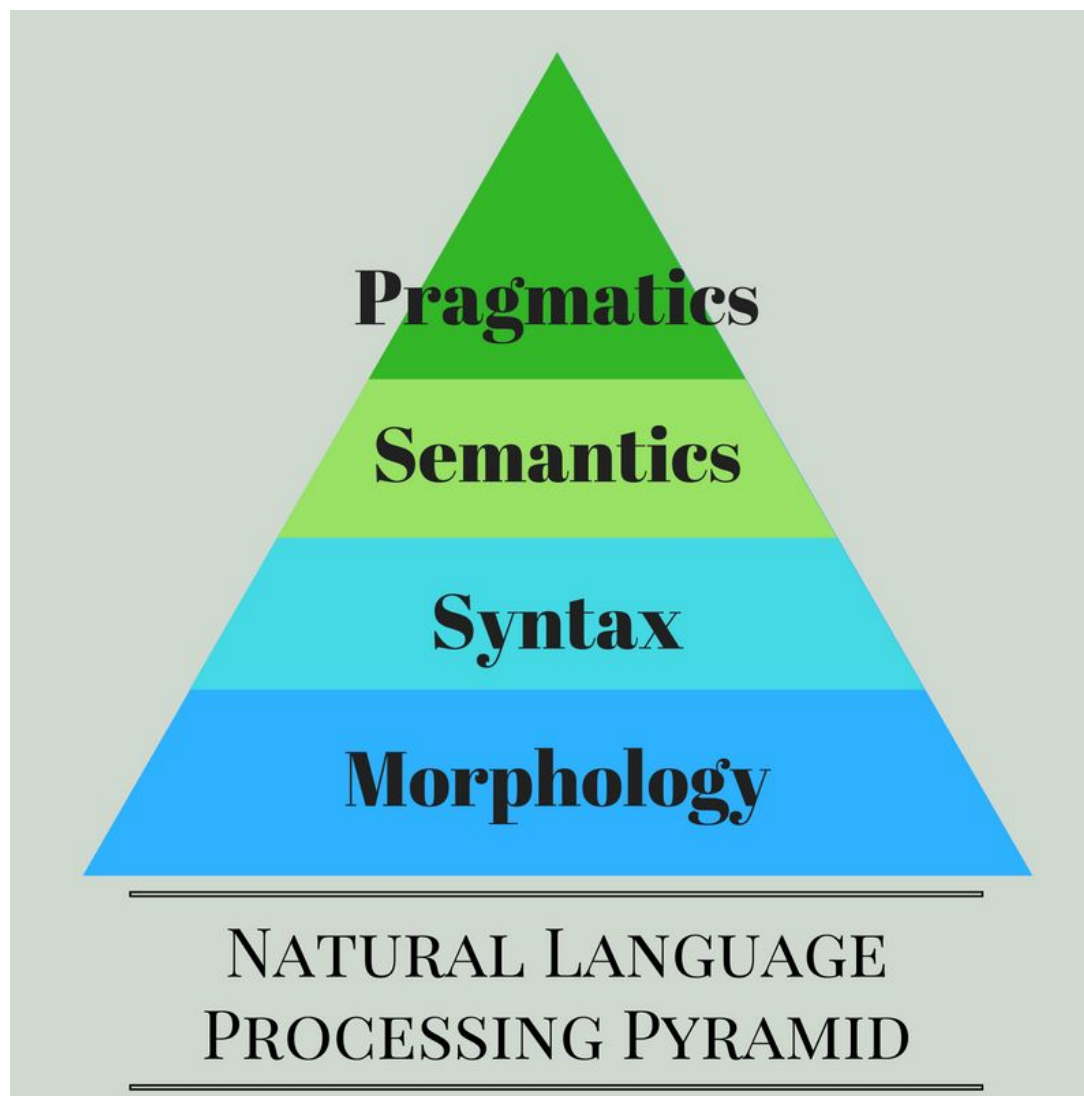 Pragmatics
Semantics
Syntax
Morphology
Natural Language
Processing Pyramid